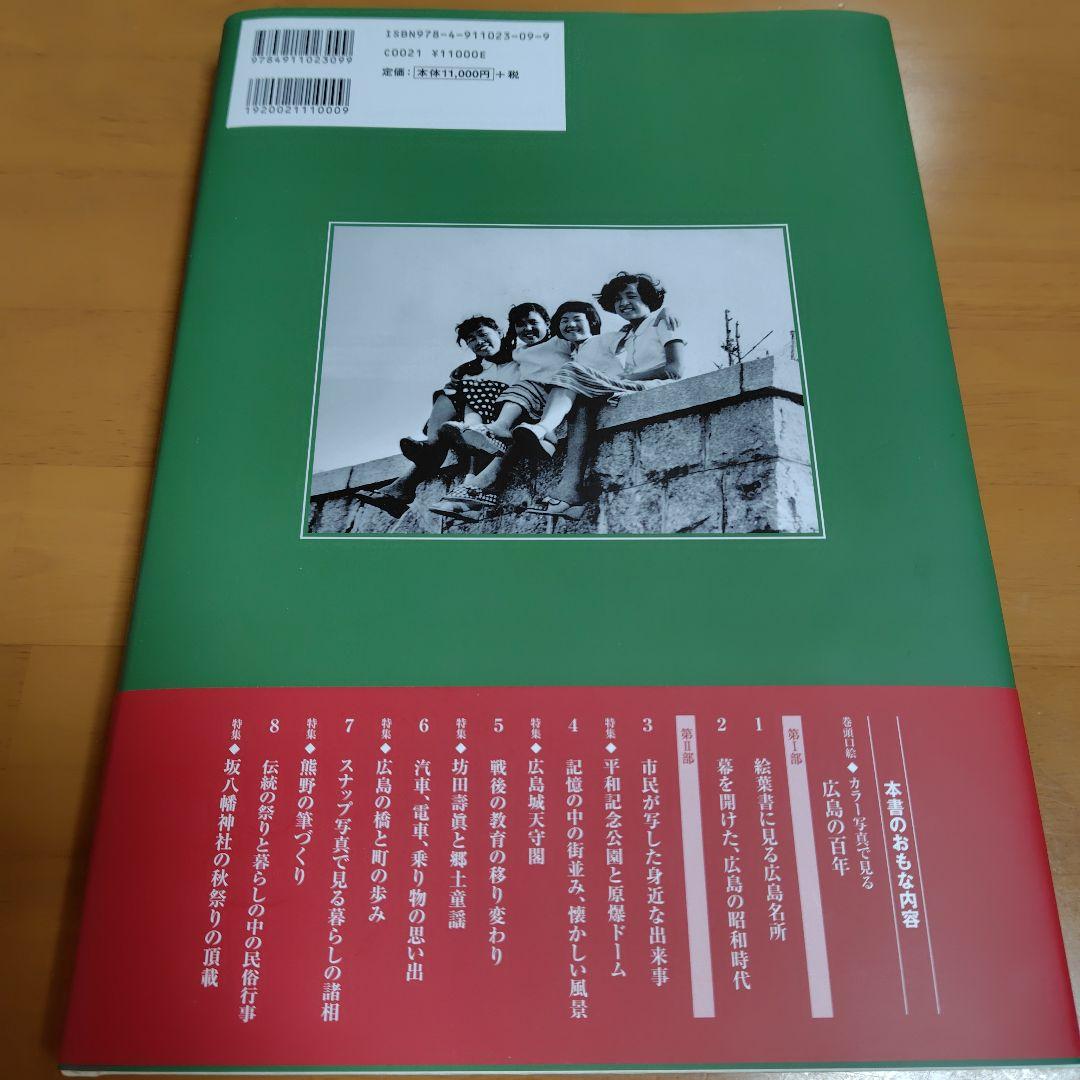 ISBN978-4-911023-09-9
C0021 ¥11000E
定価：本体11,000円+税
9784911023099
1920021110009
本書のおもな内容
巻頭口絵◆カラー写真で見る
広島の百年
第Ⅰ部
1 絵葉書に見る広島名所
2 幕を開けた、広島の昭和時代
第Ⅱ部
3 市民が写した身近な出来事
特集◆平和記念公園と原爆ドーム
4 記憶の中の街並み、懐かしい風景
特集◆広島城天守閣
5 戦後の教育の移り変わり
特集◆坊田壽眞と郷土童謡
6 汽車、電車、乗り物の思い出
特集◆広島の橋と町の歩み
7 スナップ写真で見る暮らしの諸相
特集◆熊野の筆づくり
8 伝統の祭りと暮らしの中の民俗行事
特集◆坂八幡神社の秋祭りの頂載